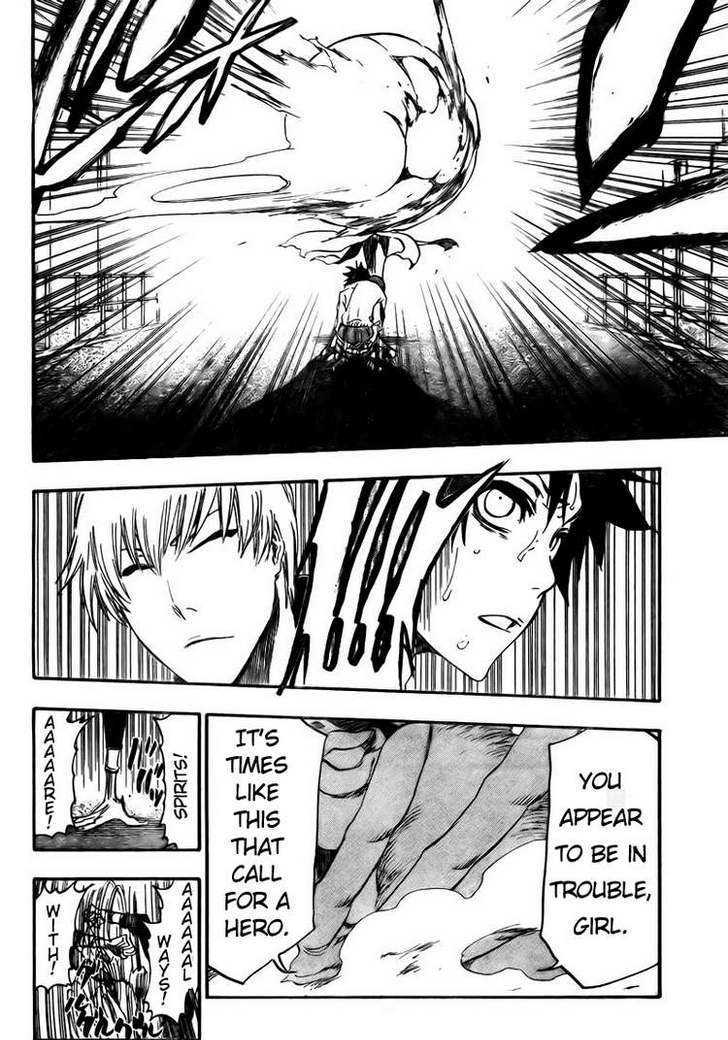 YOU
APPEAR
TO BE IN
TROUBLE,
GIRL.
IT'S
TIMES
LIKE
THIS
THAT
CALL
FOR A
HERO.
SPIRITS!
AAAAARE!
AAAAAAL
WAYS!
WITH!